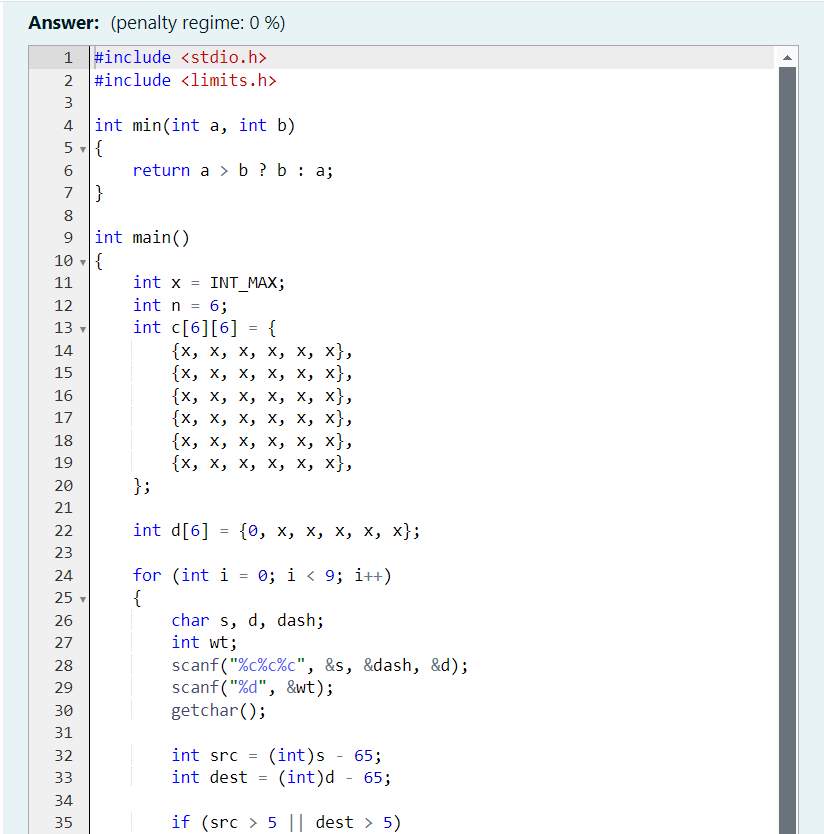 Answer: (penalty regime: 0 %)
1 #include <stdio.h>
2 #include <limits.h>
3
4 int min(int a, int b)
5 {
6     return a > b ? b : a;
7 }
8
9 int main()
10 {
11     int x = INT_MAX;
12     int n = 6;
13     int c[6][6] = {
14         {x, x, x, x, x, x},
15         {x, x, x, x, x, x},
16         {x, x, x, x, x, x},
17         {x, x, x, x, x, x},
18         {x, x, x, x, x, x},
19         {x, x, x, x, x, x},
20     };
21
22     int d[6] = {0, x, x, x, x, x};
23
24     for (int i = 0; i < 9; i++)
25     {
26         char s, d, dash;
27         int wt;
28         scanf("%c%c%c", &s, &dash, &d);
29         scanf("%d", &wt);
30         getchar();
31
32         int src = (int)s - 65;
33         int dest = (int)d - 65;
34
35         if (src > 5 || dest > 5)